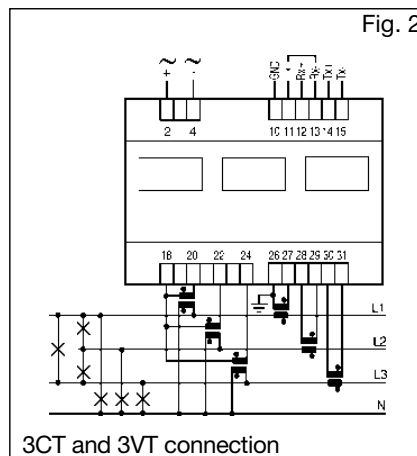 Fig. 2
~ ~
+ -
GND * Rx+ Rx- Tx+ Tx-
2 4 10 11 12 13 14 15
18 20 22 24 26 27 28 29 30 31
L1
L2
L3
N
3CT and 3VT connection